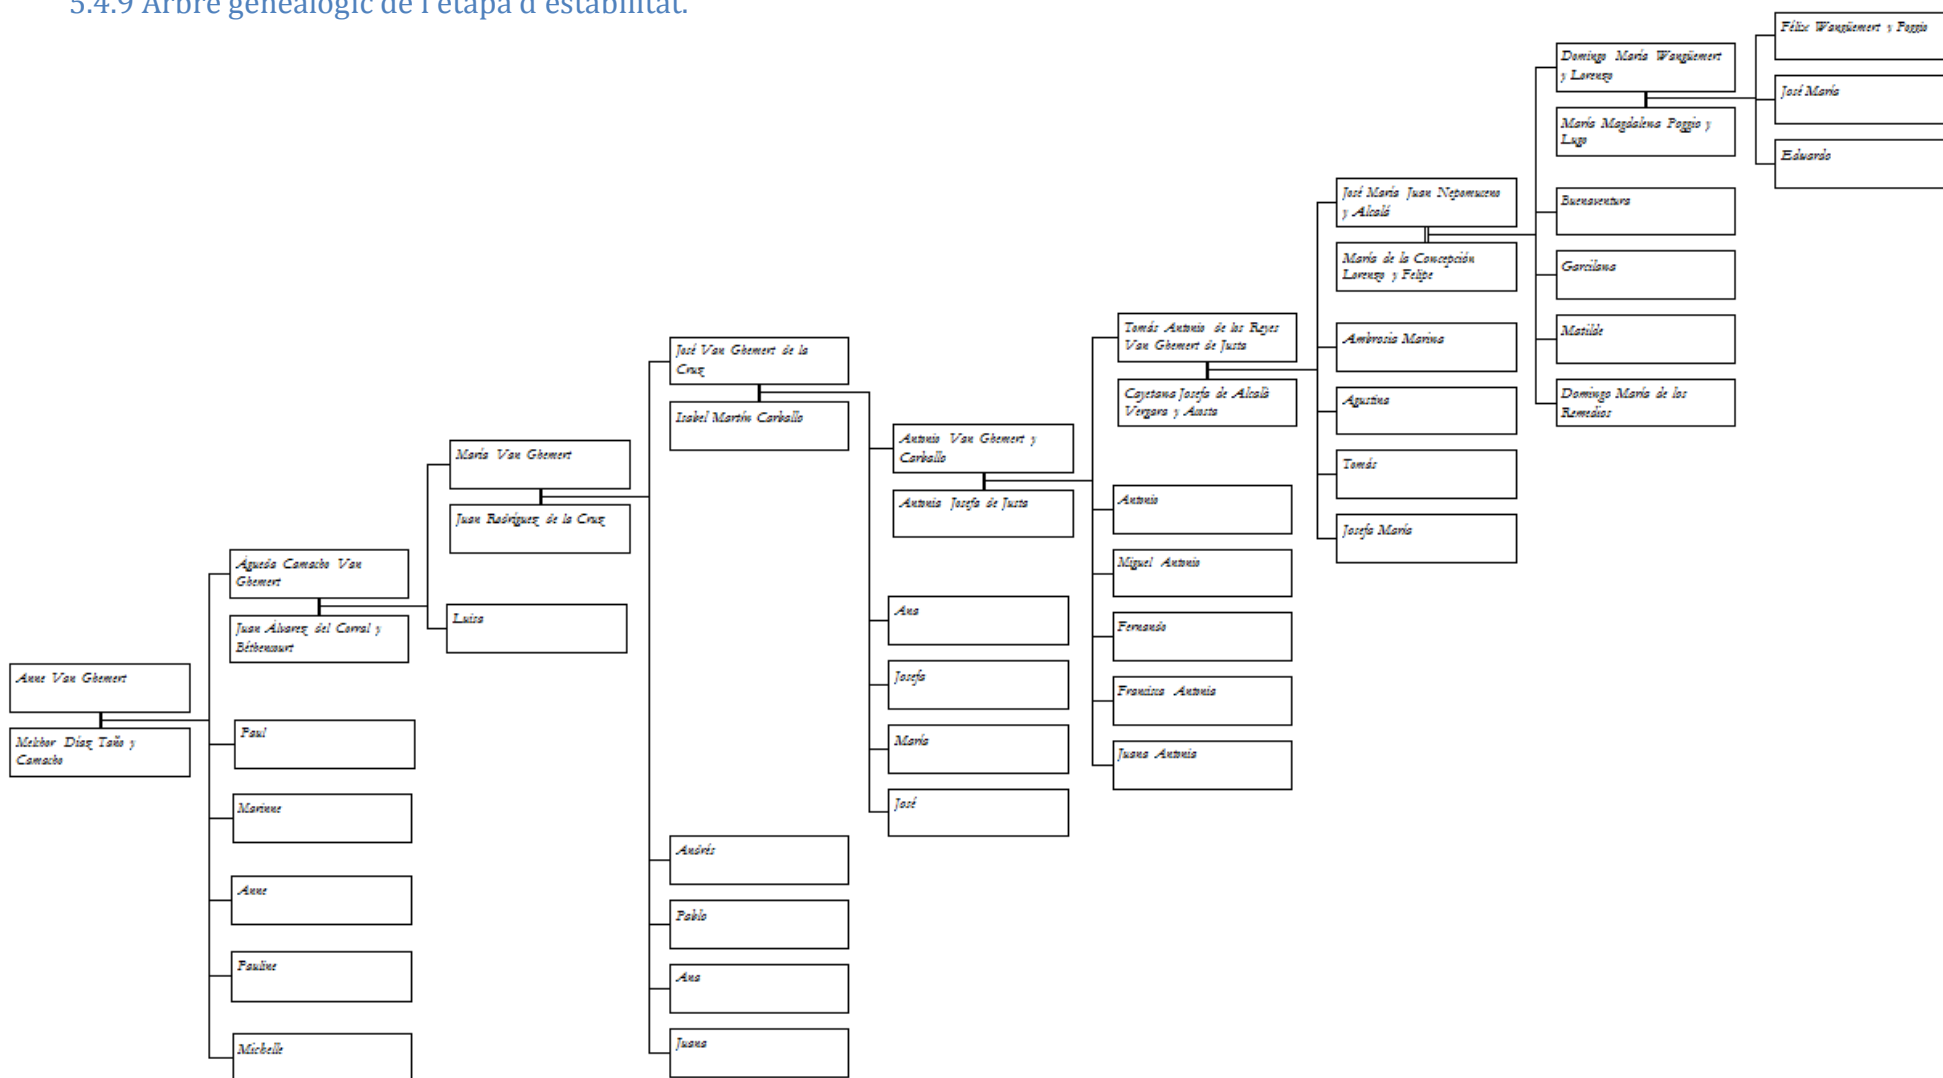 5.4.9 Arbre genealògic de l'etapa d'estabilitat.
Anne Van Ghemert
Melchor Díaz Taño y
Camacho
Águeda Camacho Van
Ghemert
Juan Álvarez del Corral y
Béthencourt
Paul
Marinne
Anne
Pauline
Michelle
María Van Ghemert
Juan Rodríguez de la Cruz
Luisa
José Van Ghemert de la
Cruz
Isabel Martín Carballo
Andrés
Pablo
Ana
Juana
Antonio Van Ghemert y
Carballo
Antonia Josefa de Justa
Ana
Josefa
María
José
Tomás Antonio de los Reyes
Van Ghemert de Justa
Cayetana Josefa de Alcalà
Vergara y Acosta
Antonio
Miguel Antonio
Fernando
Francisca Antonia
Juana Antonia
José María Juan Nepomuseno
y Alcalá
María de la Concepción
Lorenzo y Felipe
Ambrosia Marina
Agustina
Tomás
Josefa María
Domingo María Wangüemert
y Lorenzo
María Magdalena Poggio y
Lugo
Buenaventura
Garcilana
Matilde
Domingo María de los
Remedios
Félix Wangüemert y Poggio
José María
Eduardo